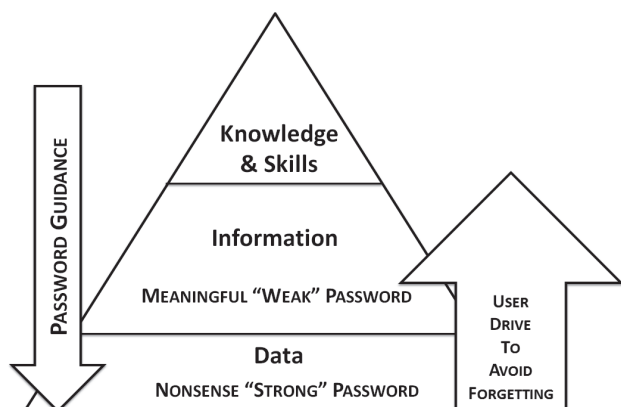 PASSWORD GUIDANCE
Knowledge
& Skills
Information
MEANINGFUL “WEAK” PASSWORD
Data
NONSENSE “STRONG” PASSWORD
USER
DRIVE
TO
AVOID
FORGETTING